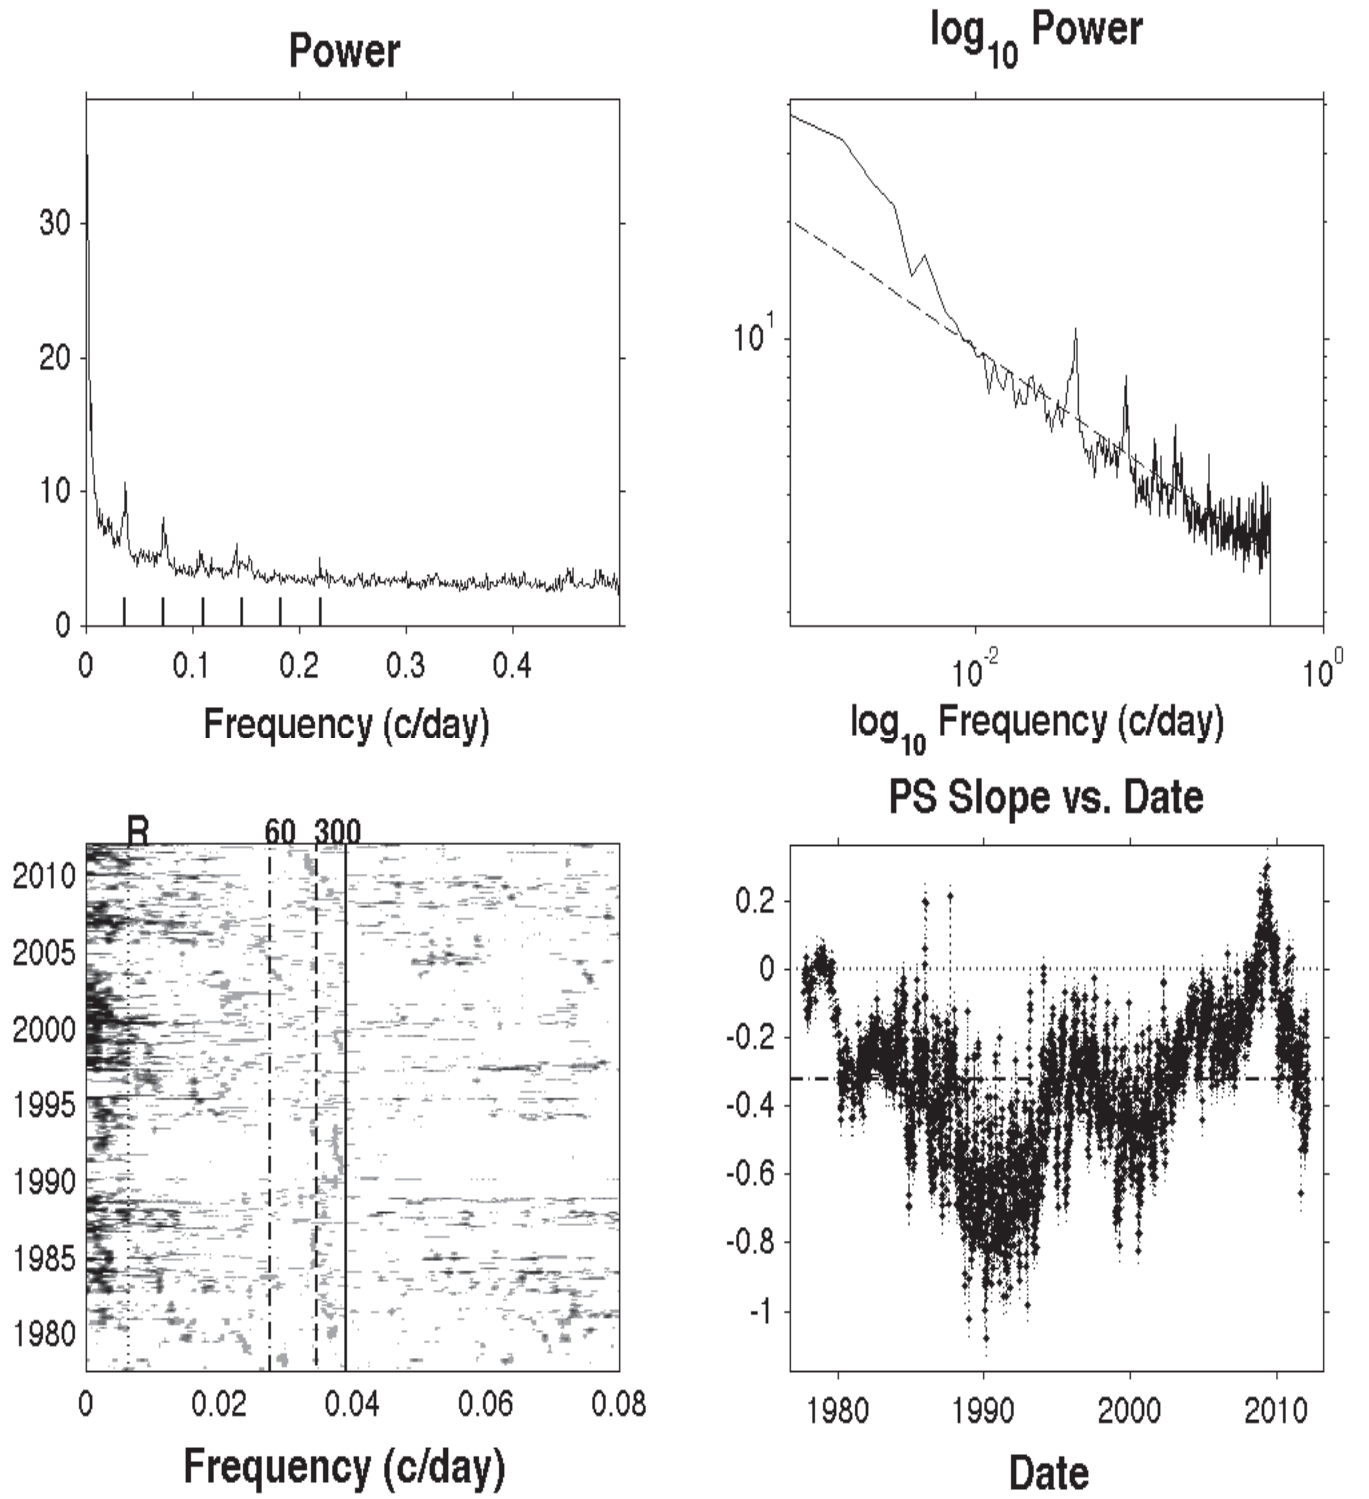 Power
log10 Power
30
20
10
0
0 0.1 0.2 0.3 0.4
Frequency (c/day)
10^1
10^-2 10^0
log10 Frequency (c/day)
R 60 300
2010
2005
2000
1995
1990
1985
1980
0 0.02 0.04 0.06 0.08
Frequency (c/day)
PS Slope vs. Date
0.2
0
-0.2
-0.4
-0.6
-0.8
-1
1980 1990 2000 2010
Date